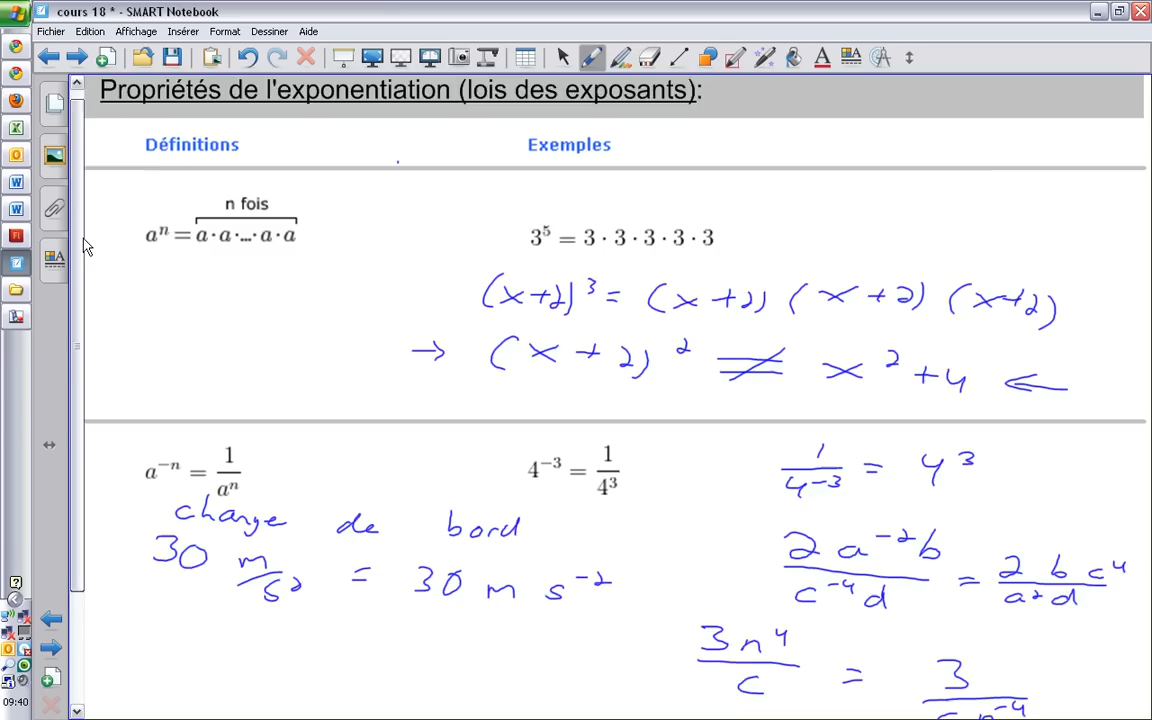 cours 18 * - SMART Notebook
Fichier Edition Affichage Insérer Format Dessiner Aide
Propriétés de l'exponentiation (lois des exposants):
Définitions Exemples
n fois
aⁿ = a · a · ... · a · a
3⁵ = 3 · 3 · 3 · 3 · 3
(x+2)³ = (x+2) (x+2) (x+2)
→ (x+2)² ≠ x² + 4 ⇐
a⁻ⁿ = 1/aⁿ
4⁻³ = 1/4³
1/4⁻³ = 4³
change de bord
30 m/s² = 30 m s⁻²
2a⁻²b/c⁻⁴d = 2bc⁴/a²d
3n⁴/c = 3/cn⁻⁴
09:40